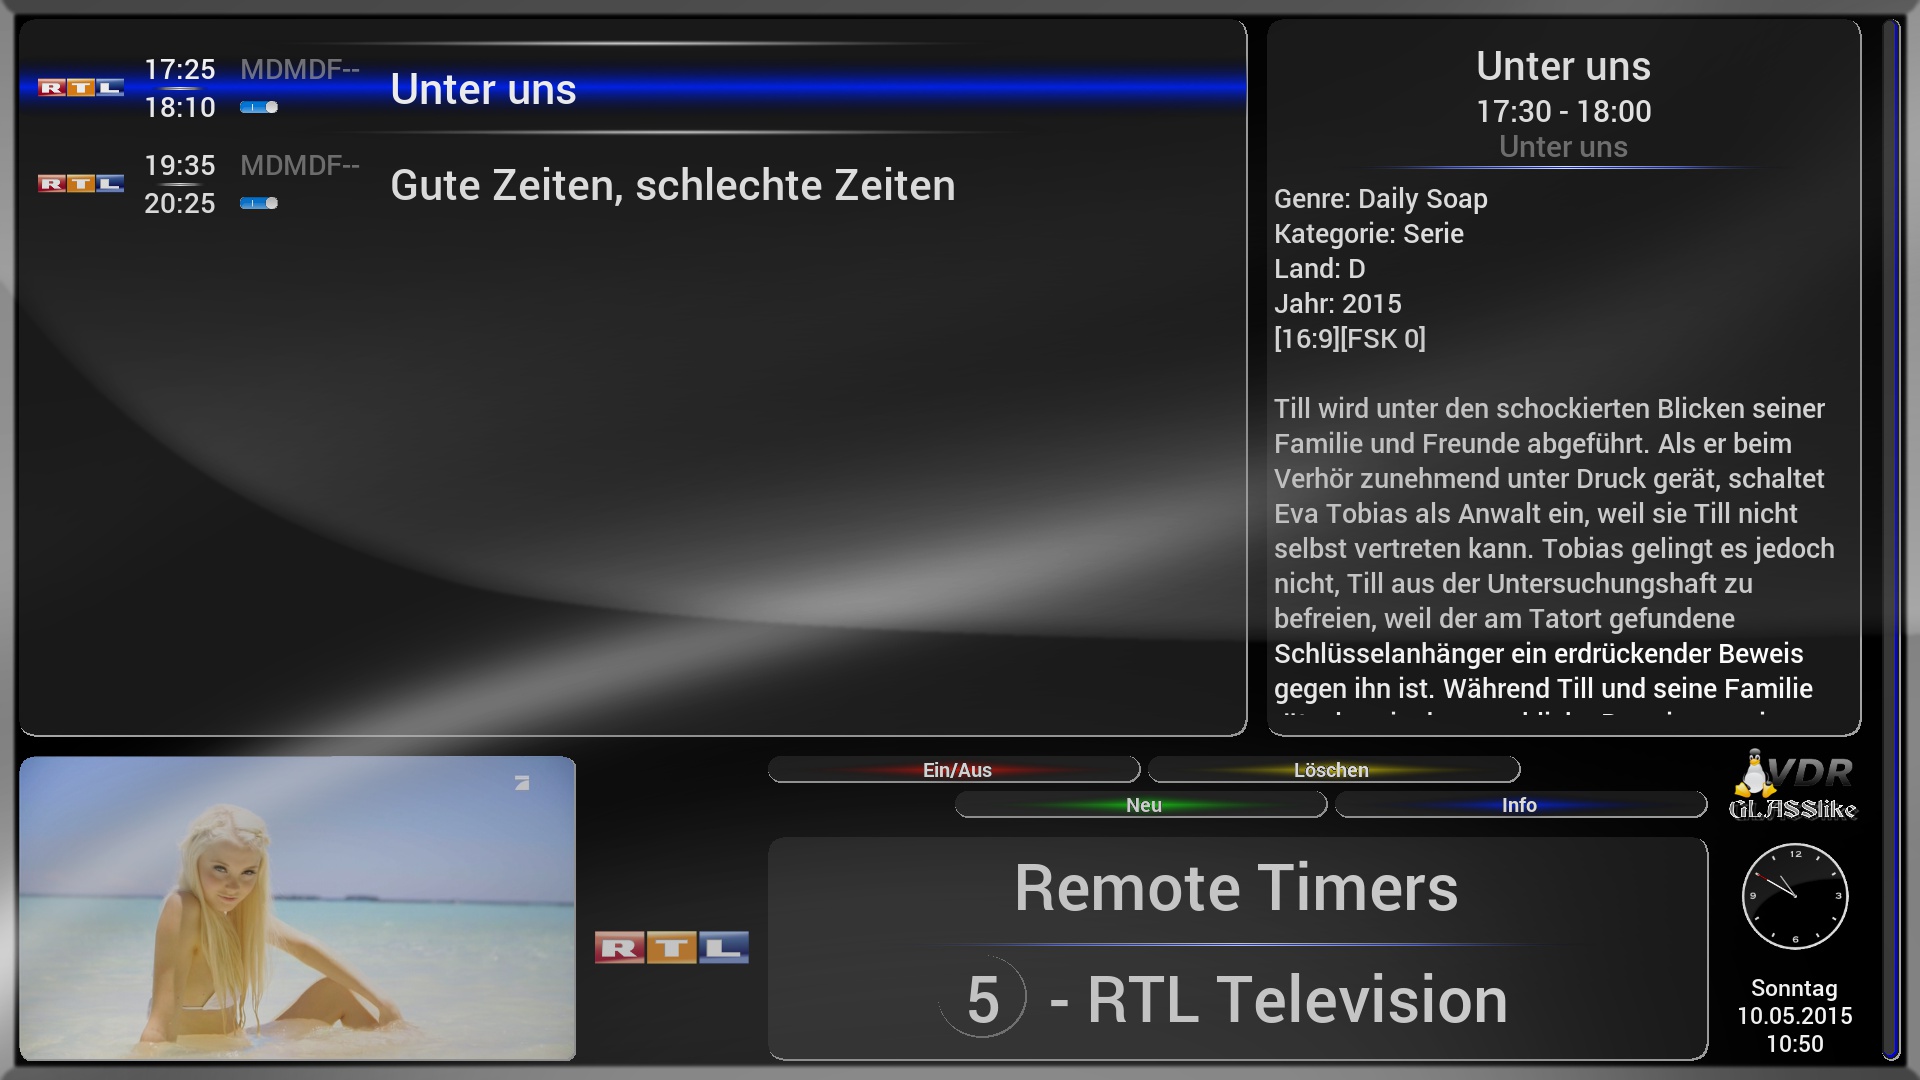 RTL
17:25
MDMDF--
18:10
Unter uns
RTL
19:35
MDMDF--
20:25
Gute Zeiten, schlechte Zeiten
Unter uns
17:30 - 18:00
Unter uns
Genre: Daily Soap
Kategorie: Serie
Land: D
Jahr: 2015
[16:9][FSK 0]
Till wird unter den schockierten Blicken seiner
Familie und Freunde abgeführt. Als er beim
Verhör zunehmend unter Druck gerät, schaltet
Eva Tobias als Anwalt ein, weil sie Till nicht
selbst vertreten kann. Tobias gelingt es jedoch
nicht, Till aus der Untersuchungshaft zu
befreien, weil der am Tatort gefundene
Schlüsselanhänger ein erdrückender Beweis
gegen ihn ist. Während Till und seine Familie
Ein/Aus
Löschen
Neu
Info
VDR
GLASSlike
RTL
Remote Timers
5 - RTL Television
12
3
6
9
Sonntag
10.05.2015
10:50